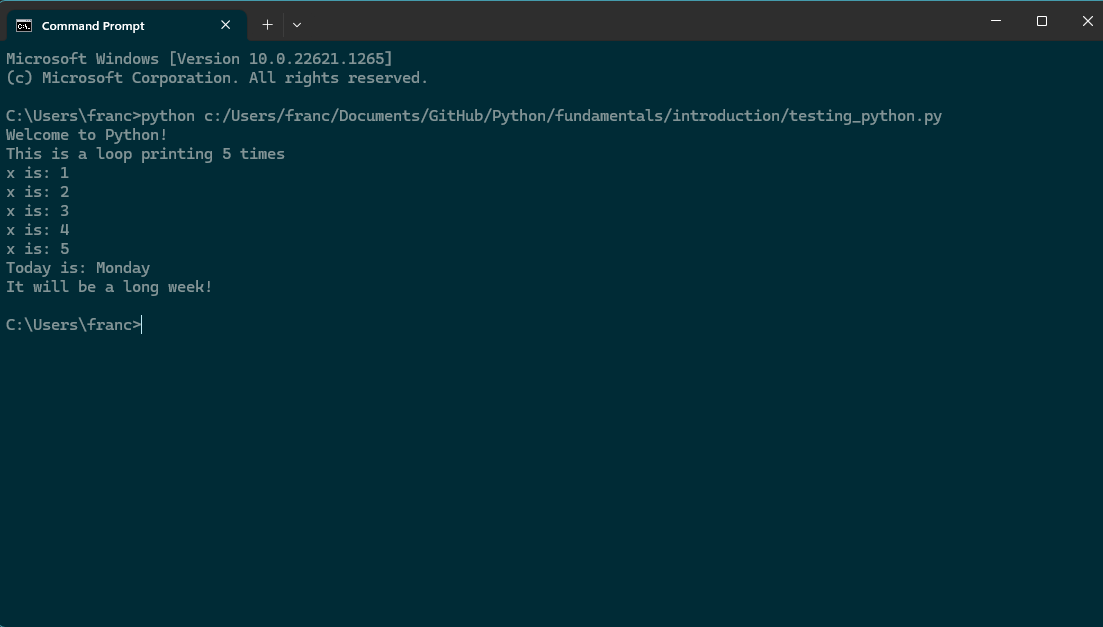 Command Prompt
Microsoft Windows [Version 10.0.22621.1265]
(c) Microsoft Corporation. All rights reserved.
C:\Users\franc>python c:/Users/franc/Documents/GitHub/Python/fundamentals/introduction/testing_python.py
Welcome to Python!
This is a loop printing 5 times
x is: 1
x is: 2
x is: 3
x is: 4
x is: 5
Today is: Monday
It will be a long week!
C:\Users\franc>